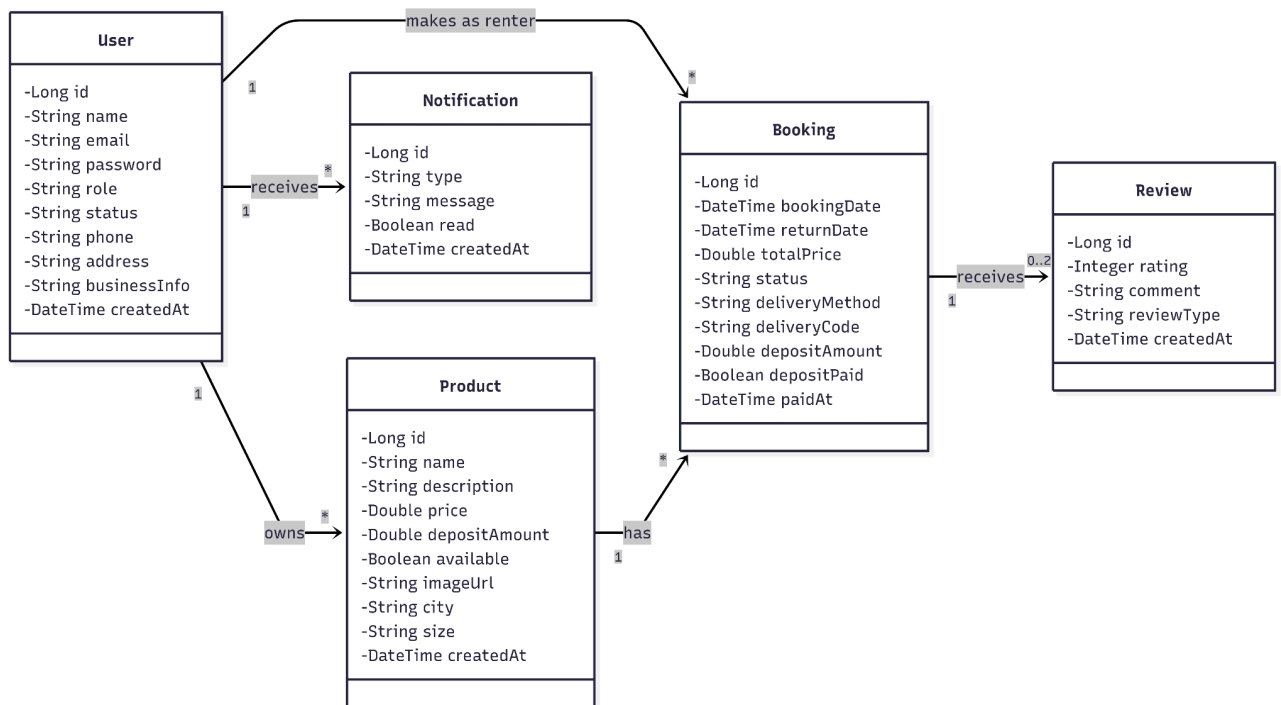 User
-Long id
-String name
-String email
-String password
-String role
-String status
-String phone
-String address
-String businessInfo
-DateTime createdAt
makes as renter
1
*
Notification
-Long id
-String type
-String message
-Boolean read
-DateTime createdAt
receives
1
*
Booking
-Long id
-DateTime bookingDate
-DateTime returnDate
-Double totalPrice
-String status
-String deliveryMethod
-String deliveryCode
-Double depositAmount
-Boolean depositPaid
-DateTime paidAt
receives
1
0..2
Review
-Long id
-Integer rating
-String comment
-String reviewType
-DateTime createdAt
1
owns
*
Product
-Long id
-String name
-String description
-Double price
-Double depositAmount
-Boolean available
-String imageUrl
-String city
-String size
-DateTime createdAt
has
1
*